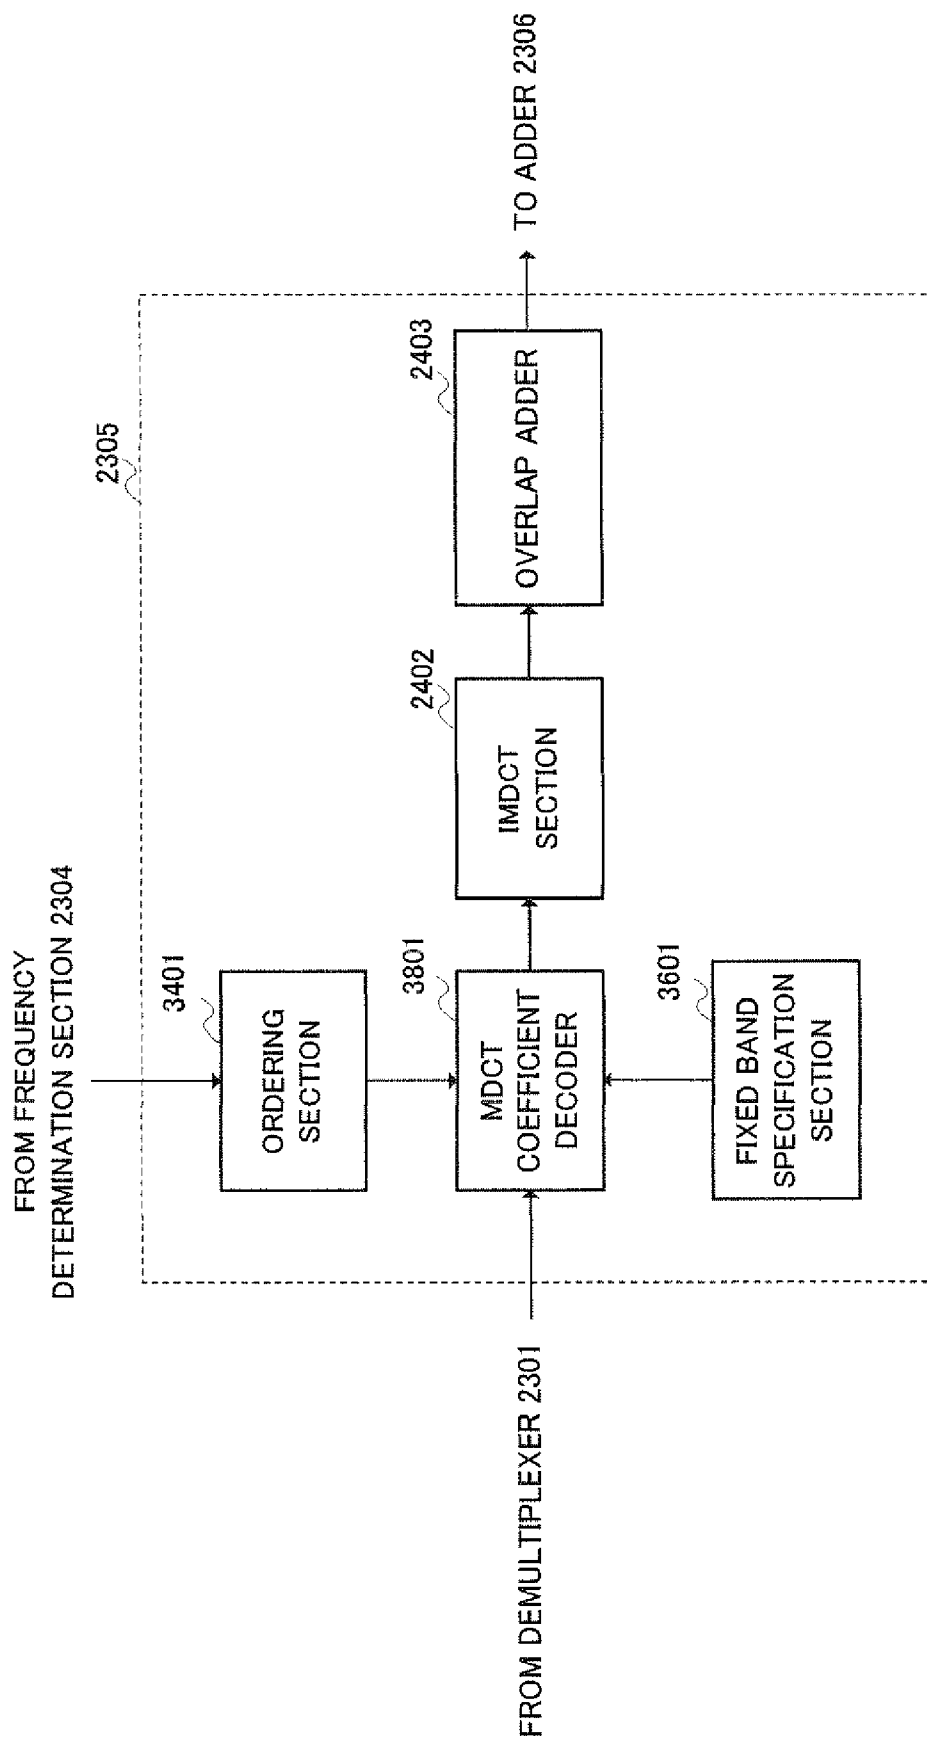 FROM FREQUENCY
DETERMINATION SECTION 2304
2305
3401
ORDERING
SECTION
FROM DEMULTIPLEXER 2301
3801
MDCT
COEFFICIENT
DECODER
2402
IMDCT
SECTION
2403
OVERLAP ADDER
TO ADDER 2306
3601
FIXED BAND
SPECIFICATION
SECTION